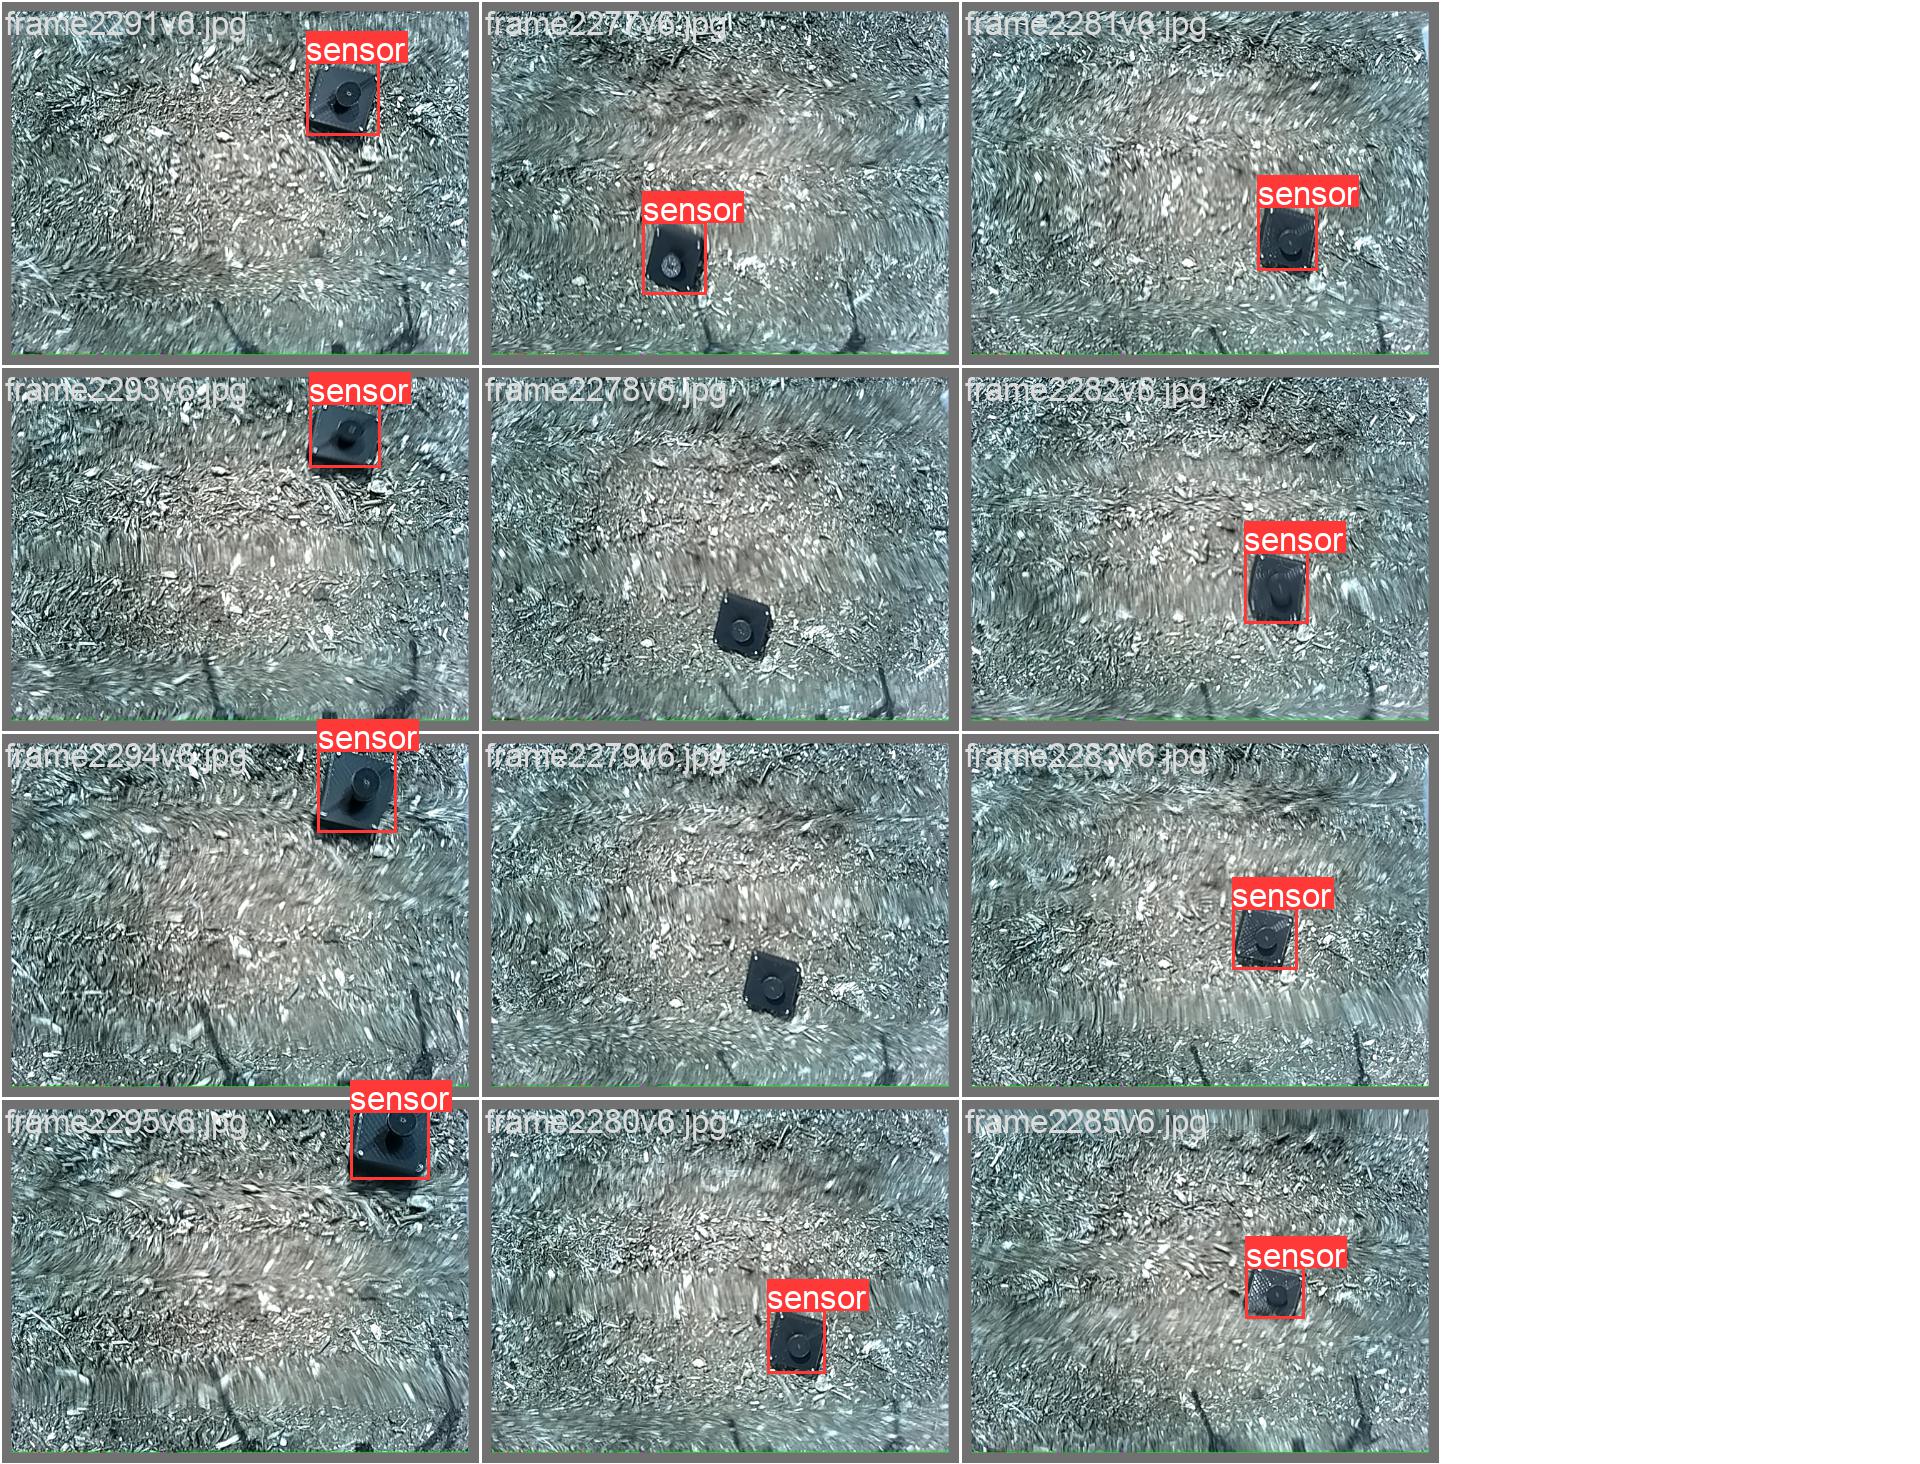 frame2291v6.jpg
sensor
frame2277v6.jpg
sensor
frame2281v6.jpg
sensor
frame2293v6.jpg
sensor
frame2278v6.jpg
frame2282v6.jpg
sensor
frame2294v6.jpg
sensor
frame2279v6.jpg
frame2283v6.jpg
sensor
frame2295v6.jpg
sensor
frame2280v6.jpg
sensor
frame2285v6.jpg
sensor